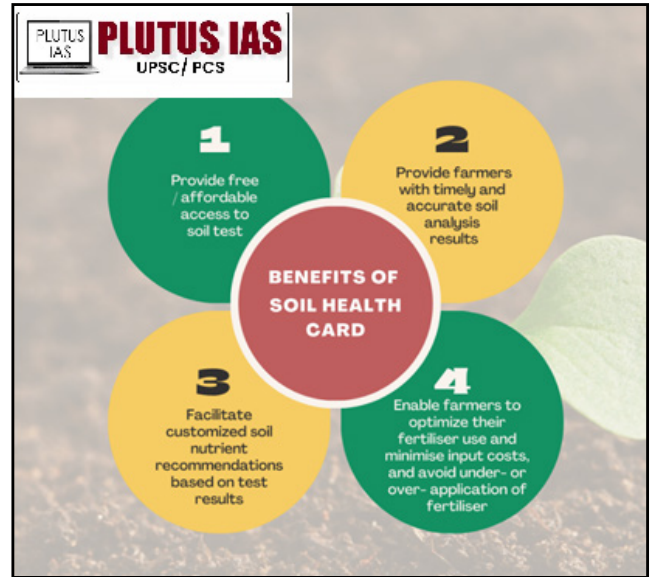 PLUTUS
IAS
PLUTUS IAS
UPSC/ PCS
1
Provide free
/ affordable
access to
soil test
2
Provide farmers
with timely and
accurate soil
analysis
results
BENEFITS OF
SOIL HEALTH
CARD
3
Facilitate
customized soil
nutrient
recommendations
based on test
results
4
Enable farmers to
optimize their
fertiliser use and
minimise input costs,
and avoid under- or
over- application of
fertiliser